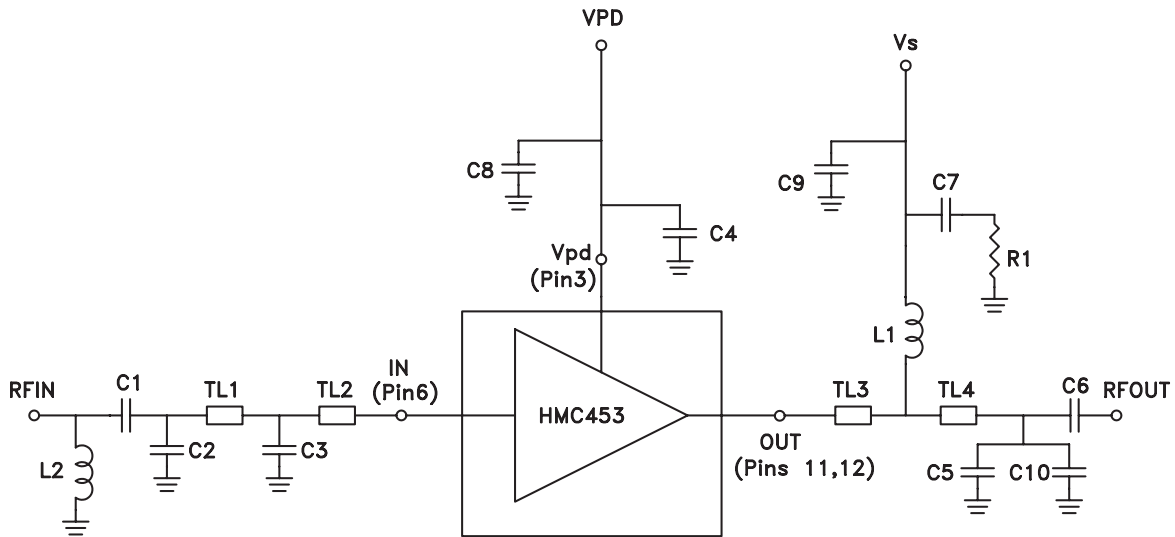 VPD
Vs
C8
C9
C7
C4
Vpd
(Pin3)
R1
L1
RFIN
C1
TL1
TL2
IN
(Pin6)
HMC453
TL3
TL4
C6
RFOUT
L2
C2
C3
OUT
(Pins 11,12)
C5
C10